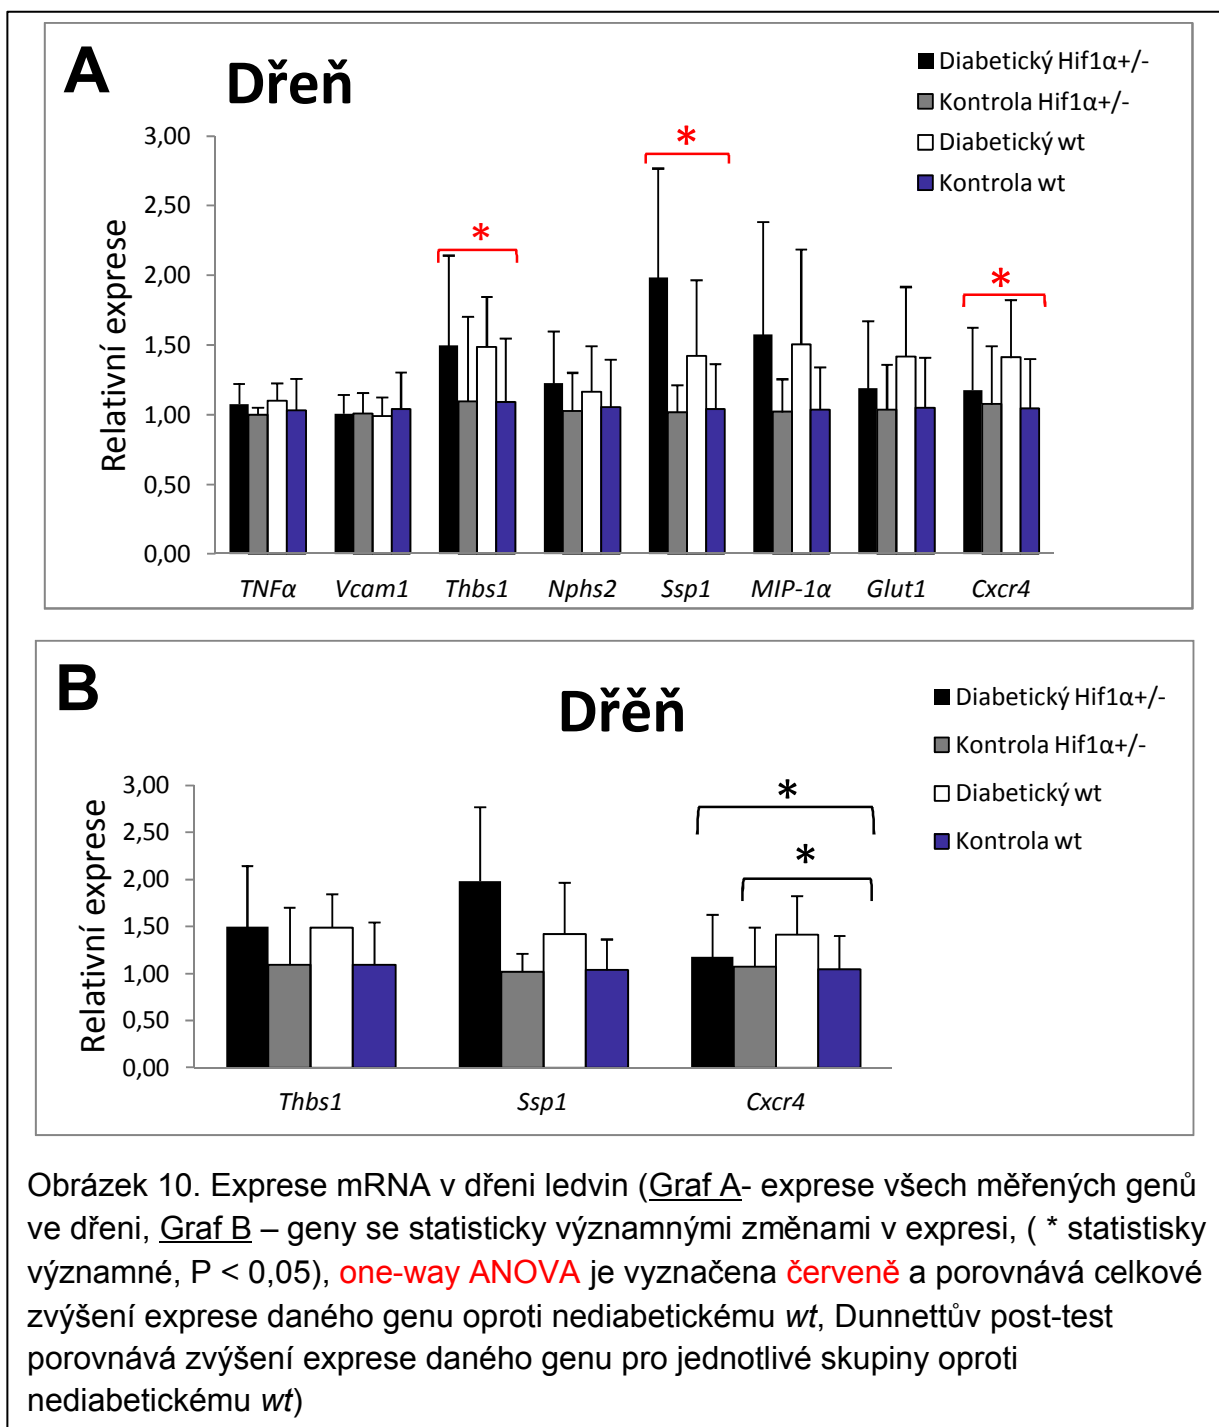 A
Dřeň
Diabetický Hif1α+/-
Kontrola Hif1α+/-
Diabetický wt
Kontrola wt
Relativní exprese
3,00
2,50
2,00
1,50
1,00
0,50
0,00
*
*
*
TNFα Vcam1 Thbs1 Nphs2 Ssp1 MIP-1α Glut1 Cxcr4
B
Dřěň
Diabetický Hif1α+/-
Kontrola Hif1α+/-
Diabetický wt
Kontrola wt
Relativní exprese
3,00
2,50
2,00
1,50
1,00
0,50
0,00
*
*
Thbs1 Ssp1 Cxcr4
Obrázek 10. Exprese mRNA v dřeni ledvin (Graf A- exprese všech měřených genů
ve dřeni, Graf B – geny se statisticky významnými změnami v expresi, ( * statistisky
významné, P < 0,05), one-way ANOVA je vyznačena červeně a porovnává celkové
zvýšení exprese daného genu oproti nediabetickému wt, Dunnettův post-test
porovnává zvýšení exprese daného genu pro jednotlivé skupiny oproti
nediabetickému wt)